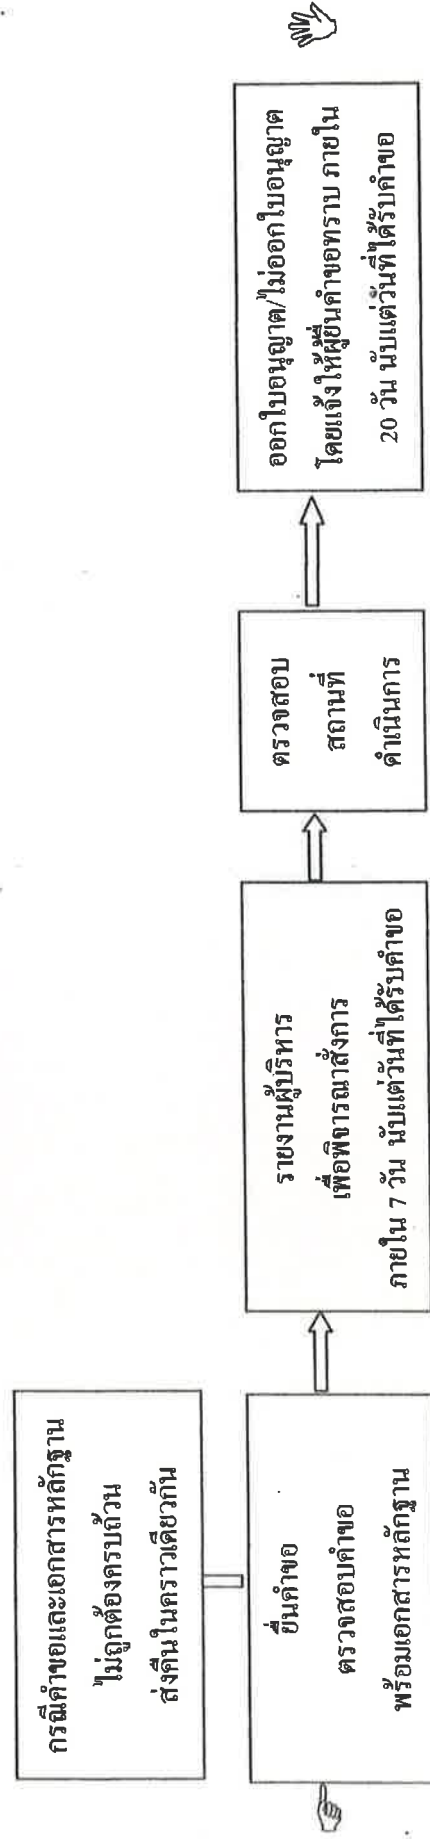 กรณีคำขอและเอกสารหลักฐาน
ไม่ถูกต้องครบถ้วน
ส่งคืนในคราวเดียวกัน
ยื่นคำขอ
ตรวจสอบคำขอ
พร้อมเอกสารหลักฐาน
รายงานผู้บริหาร
เพื่อพิจารณาสั่งการ
ภายใน 7 วัน นับแต่วันที่ได้รับคำขอ
ตรวจสอบ
สถานที่
ดำเนินการ
ออกใบอนุญาต/ไม่ออกใบอนุญาต
โดยแจ้งให้ผู้ยื่นคำขอทราบ ภายใน
20 วัน นับแต่วันที่ได้รับคำขอ